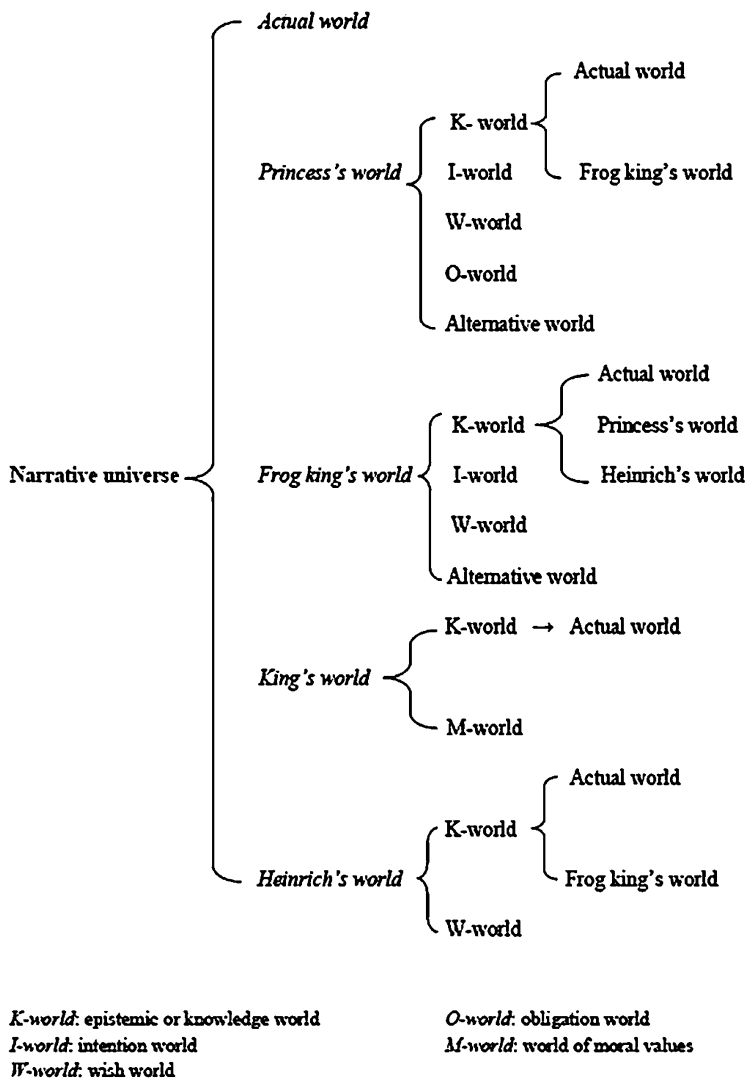 Actual world
Actual world
K- world
Princess's world
I-world
Frog king's world
W-world
O-world
Alternative world
Actual world
K-world
Princess's world
Narrative universe
Frog king's world
I-world
Heinrich's world
W-world
Alternative world
K-world → Actual world
King's world
M-world
Actual world
K-world
Heinrich's world
Frog king's world
W-world
K-world: epistemic or knowledge world
O-world: obligation world
I-world: intention world
M-world: world of moral values
W-world: wish world